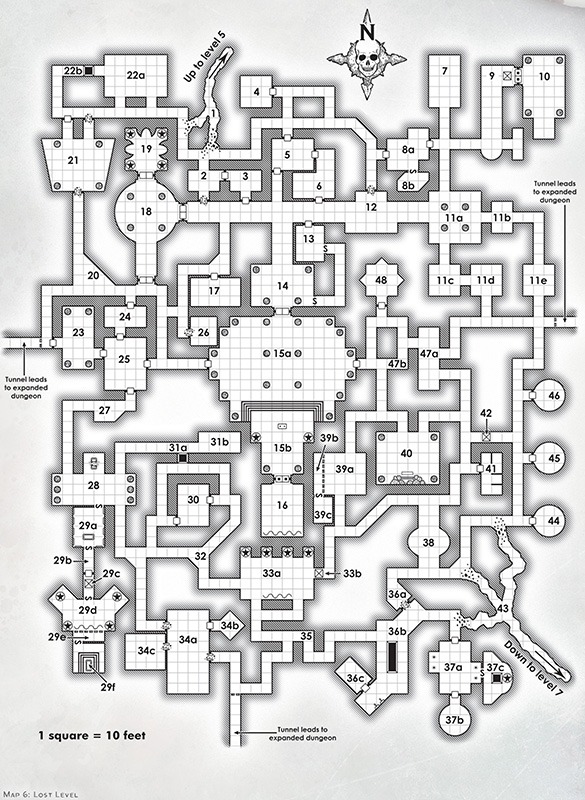 N
Up to level 5
22b
22a
4
7
9
10
21
19
5
8a
2
3
6
8b
Tunnel leads
to expanded
dungeon
18
12
11a
11b
13
S
20
17
14
S
48
11c
11d
11e
24
23
26
25
15a
47a
47b
Tunnel leads
to expanded
dungeon
27
46
42
31b
31a
15b
39b
28
39a
40
41
45
30
16
29a
39c
44
S
38
29b
32
29c
33a
33b
29d
36a
43
29e
34b
34a
34c
35
36b
37a
37c
Down to level 7
36c
29f
37b
Tunnel leads to
expanded dungeon
1 square = 10 feet
Map 6: Lost Level